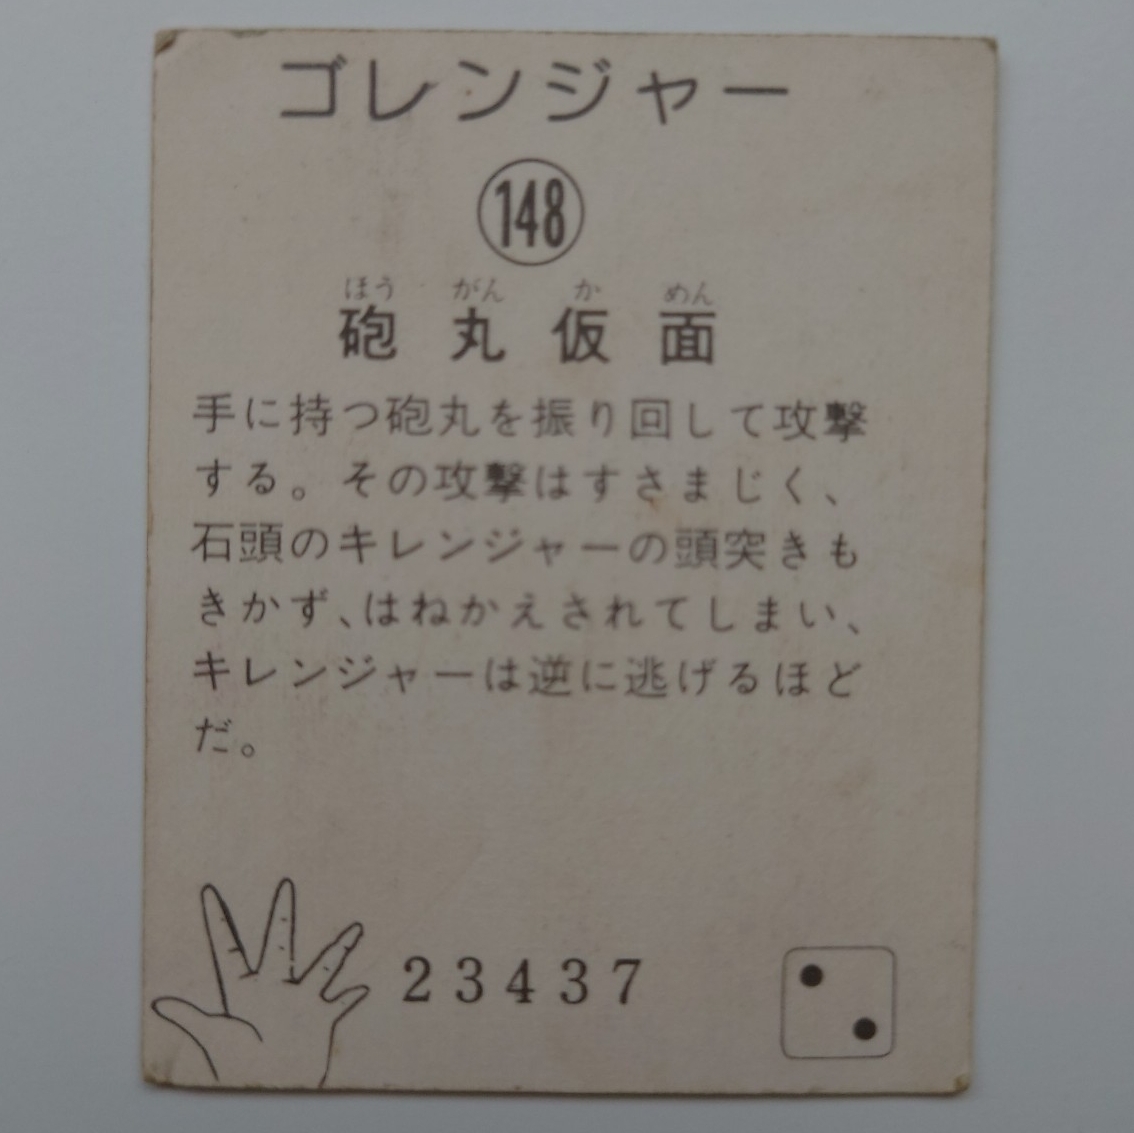 ゴレンジャー
148
ほう がん か めん
砲丸仮面
手に持つ砲丸を振り回して攻撃
する。その攻撃はすさまじく、
石頭のキレンジャーの頭突きも
きかず、はねかえされてしまい、
キレンジャーは逆に逃げるほど
だ。
23437